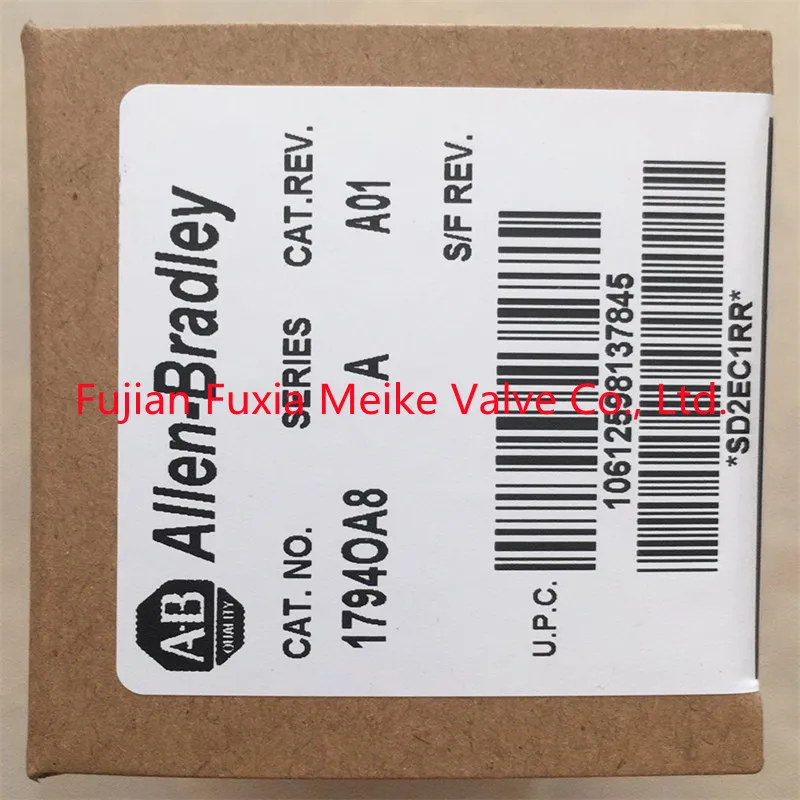 A-B
QUALITY
Allen-Bradley
CAT. NO. SERIES CAT.REV.
1794OA8 A A01
S/F REV.
U.P.C.
10612598137845
*SD2EC1RR*
Fujian Fuxia Meike Valve Co., Ltd.